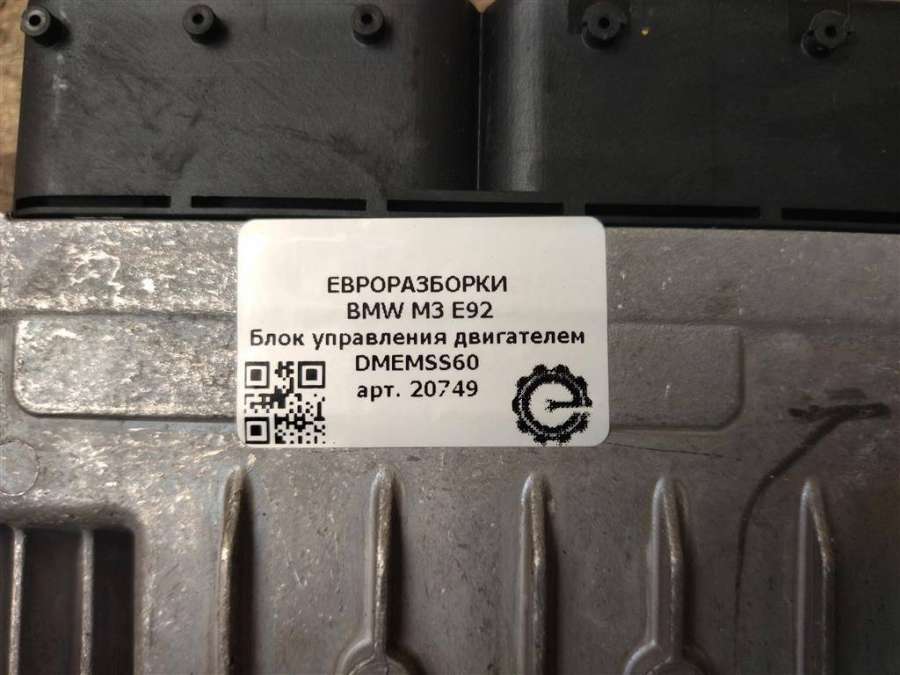 ЕВРОРАЗБОРКИ
BMW M3 E92
Блок управления двигателем
DMEMSS60
арт. 20749